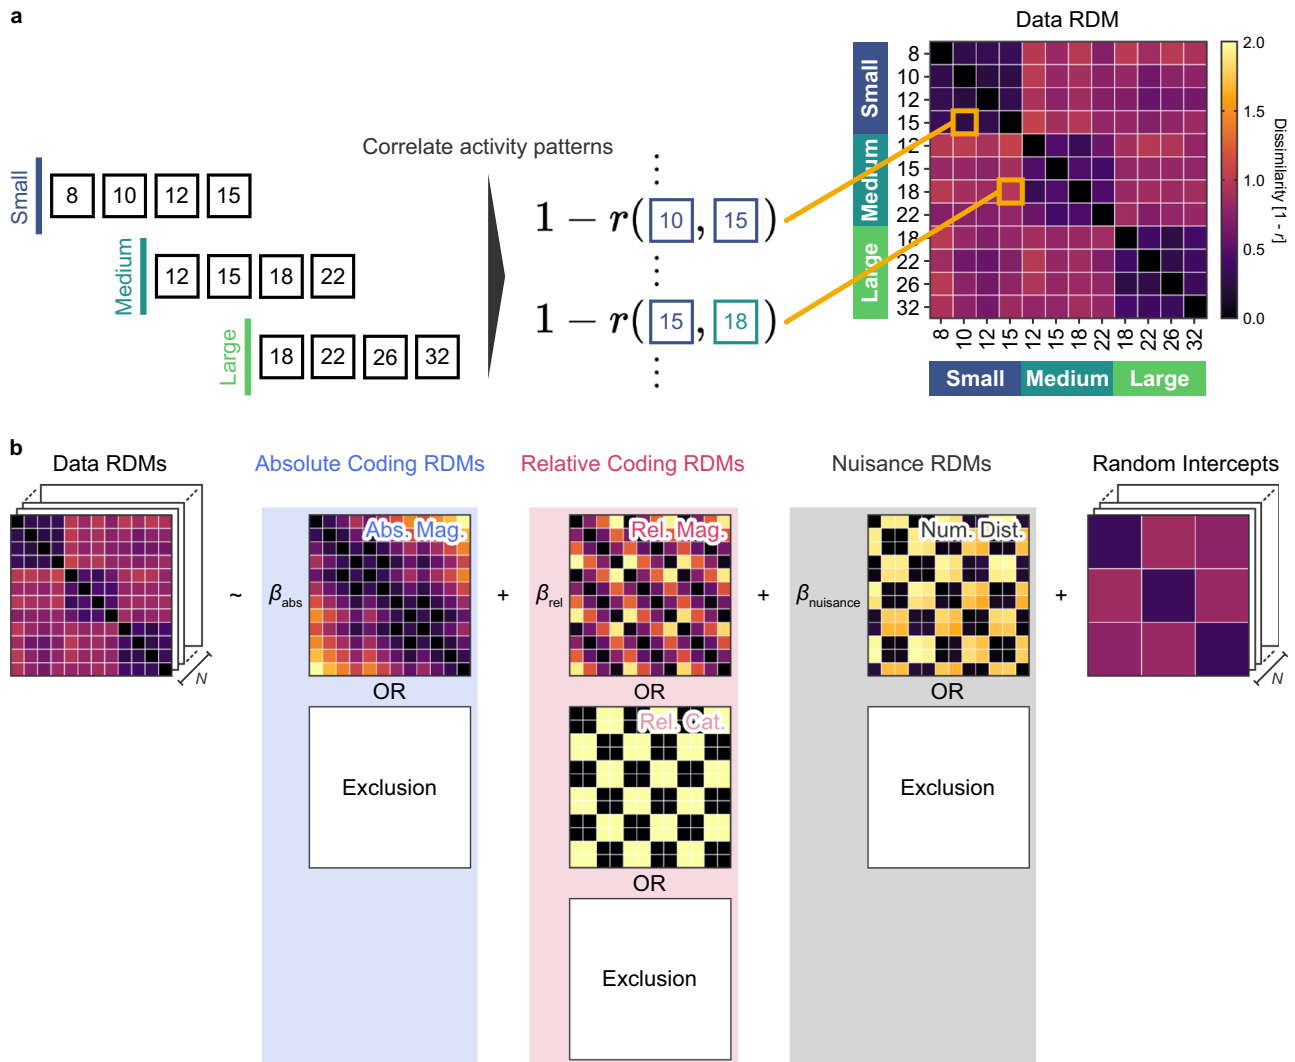 a
Data RDM
Correlate activity patterns
Small
8 10 12 15
Medium
12 15 18 22
Large
18 22 26 32
⋮
1 − r( 10 , 15 )
⋮
1 − r( 15 , 18 )
⋮
Small
Medium
Large
8
10
12
15
12
15
18
22
18
22
26
32
8 10 12 15 12 15 18 22 18 22 26 32
Small Medium Large
2.0
1.5
1.0
0.5
0.0
Dissimilarity [1 - r]
b
Data RDMs Absolute Coding RDMs Relative Coding RDMs Nuisance RDMs Random Intercepts
N
~
βabs
Abs. Mag.
OR
Exclusion
+
βrel
Rel. Mag.
OR
Rel. Cat.
OR
Exclusion
+
βnuisance
Num. Dist.
OR
Exclusion
+
N